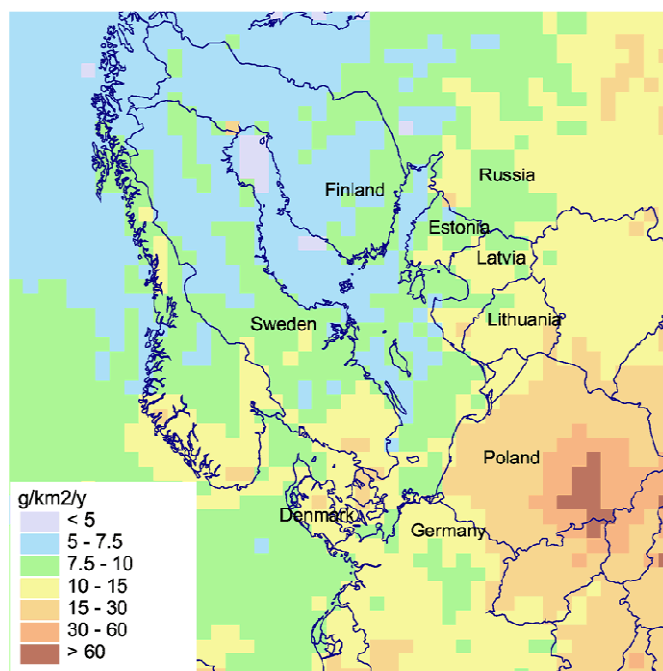 Finland
Russia
Estonia
Latvia
Lithuania
Sweden
Poland
Denmark
Germany
g/km2/y
< 5
5 - 7.5
7.5 - 10
10 - 15
15 - 30
30 - 60
> 60